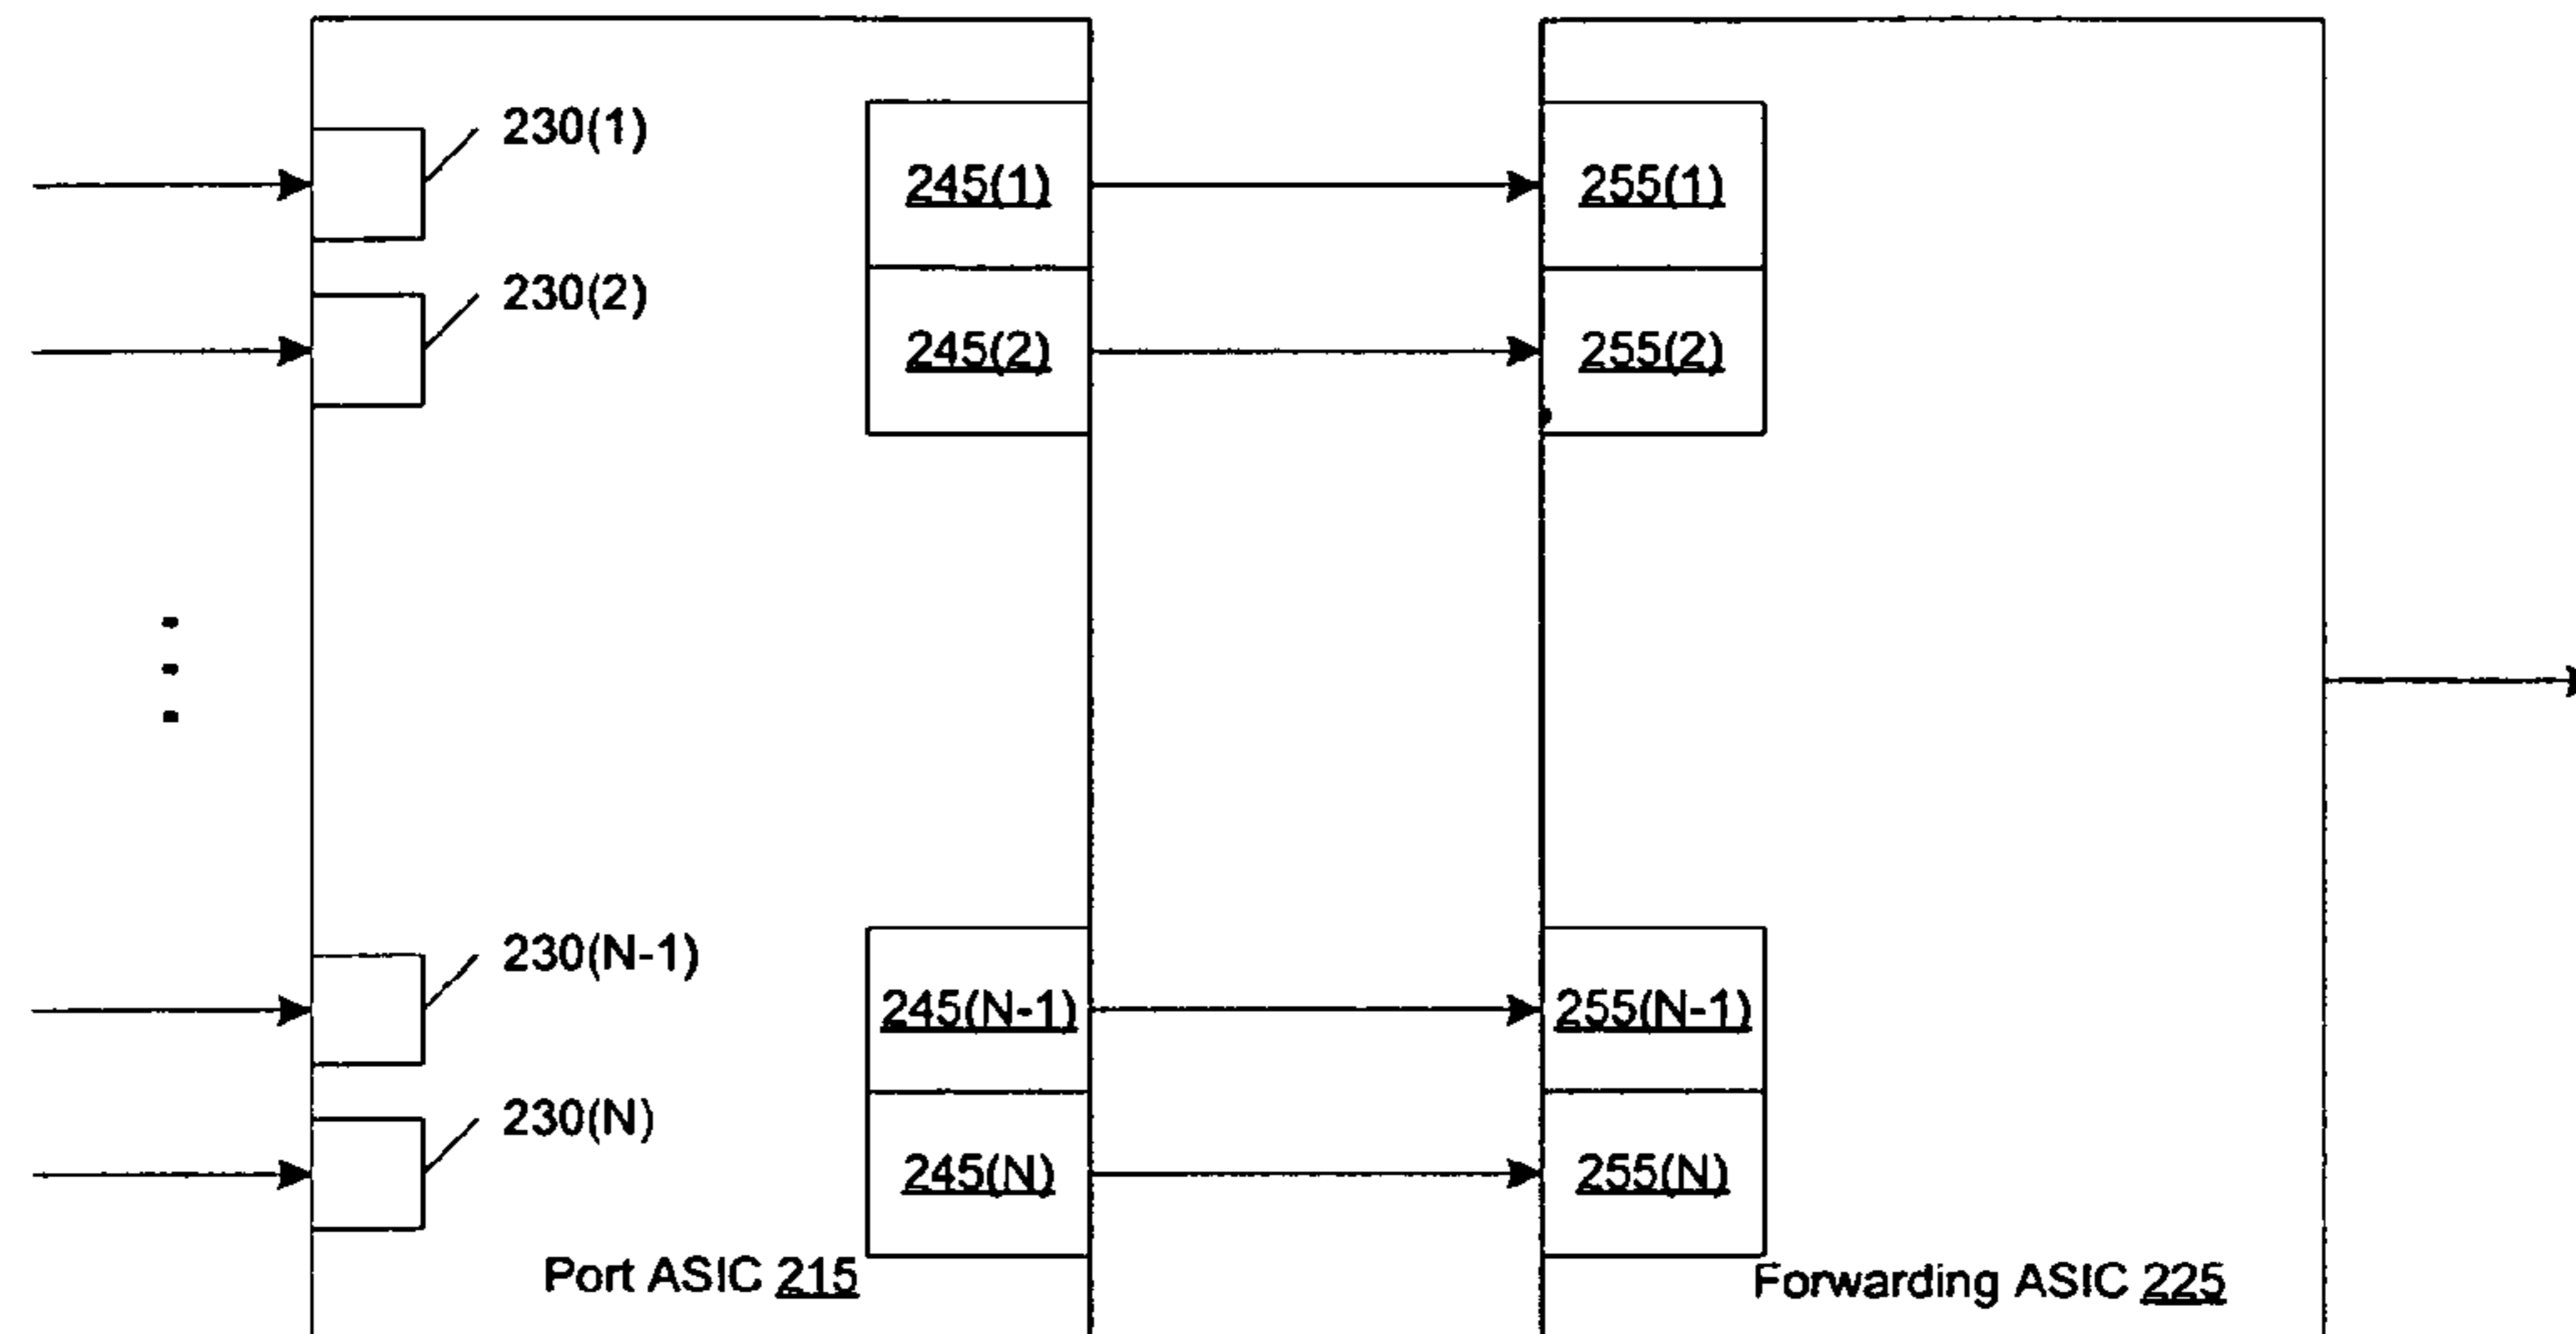 230(1)
245(1)
255(1)
230(2)
245(2)
255(2)
230(N-1)
245(N-1)
255(N-1)
230(N)
245(N)
255(N)
Port ASIC 215
Forwarding ASIC 225